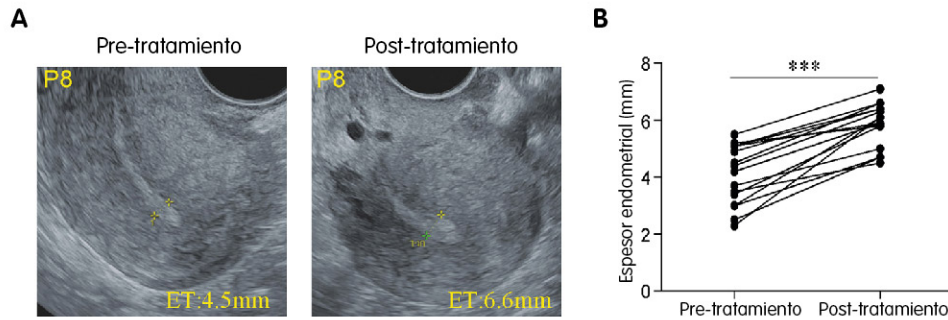 A
Pre-tratamiento
Post-tratamiento
P8
ET:4.5mm
P8
ET:6.6mm
B
***
Espesor endometrial (mm)
8
6
4
2
0
Pre-tratamiento
Post-tratamiento